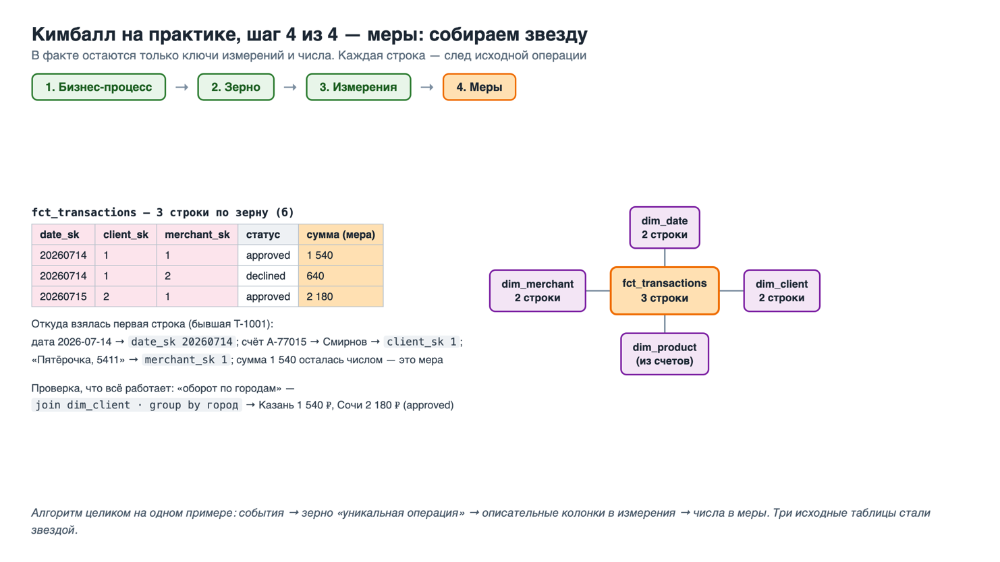 Кимбалл на практике, шаг 4 из 4 — меры: собираем звезду
В факте остаются только ключи измерений и числа. Каждая строка — след исходной операции
1. Бизнес-процесс → 2. Зерно → 3. Измерения → 4. Меры
fct_transactions — 3 строки по зерну (б)
date_sk client_sk merchant_sk статус сумма (мера)
20260714 1 1 approved 1 540
20260714 1 2 declined 640
20260715 2 1 approved 2 180
Откуда взялась первая строка (бывшая T-1001):
дата 2026-07-14 → date_sk 20260714; счёт A-77015 → Смирнов → client_sk 1;
«Пятёрочка, 5411» → merchant_sk 1; сумма 1 540 осталась числом — это мера
Проверка, что всё работает: «оборот по городам» —
join dim_client · group by город → Казань 1 540 ₽, Сочи 2 180 ₽ (approved)
dim_date
2 строки
dim_merchant
2 строки
fct_transactions
3 строки
dim_client
2 строки
dim_product
(из счетов)
Алгоритм целиком на одном примере: события → зерно «уникальная операция» → описательные колонки в измерения → числа в меры. Три исходные таблицы стали
звездой.